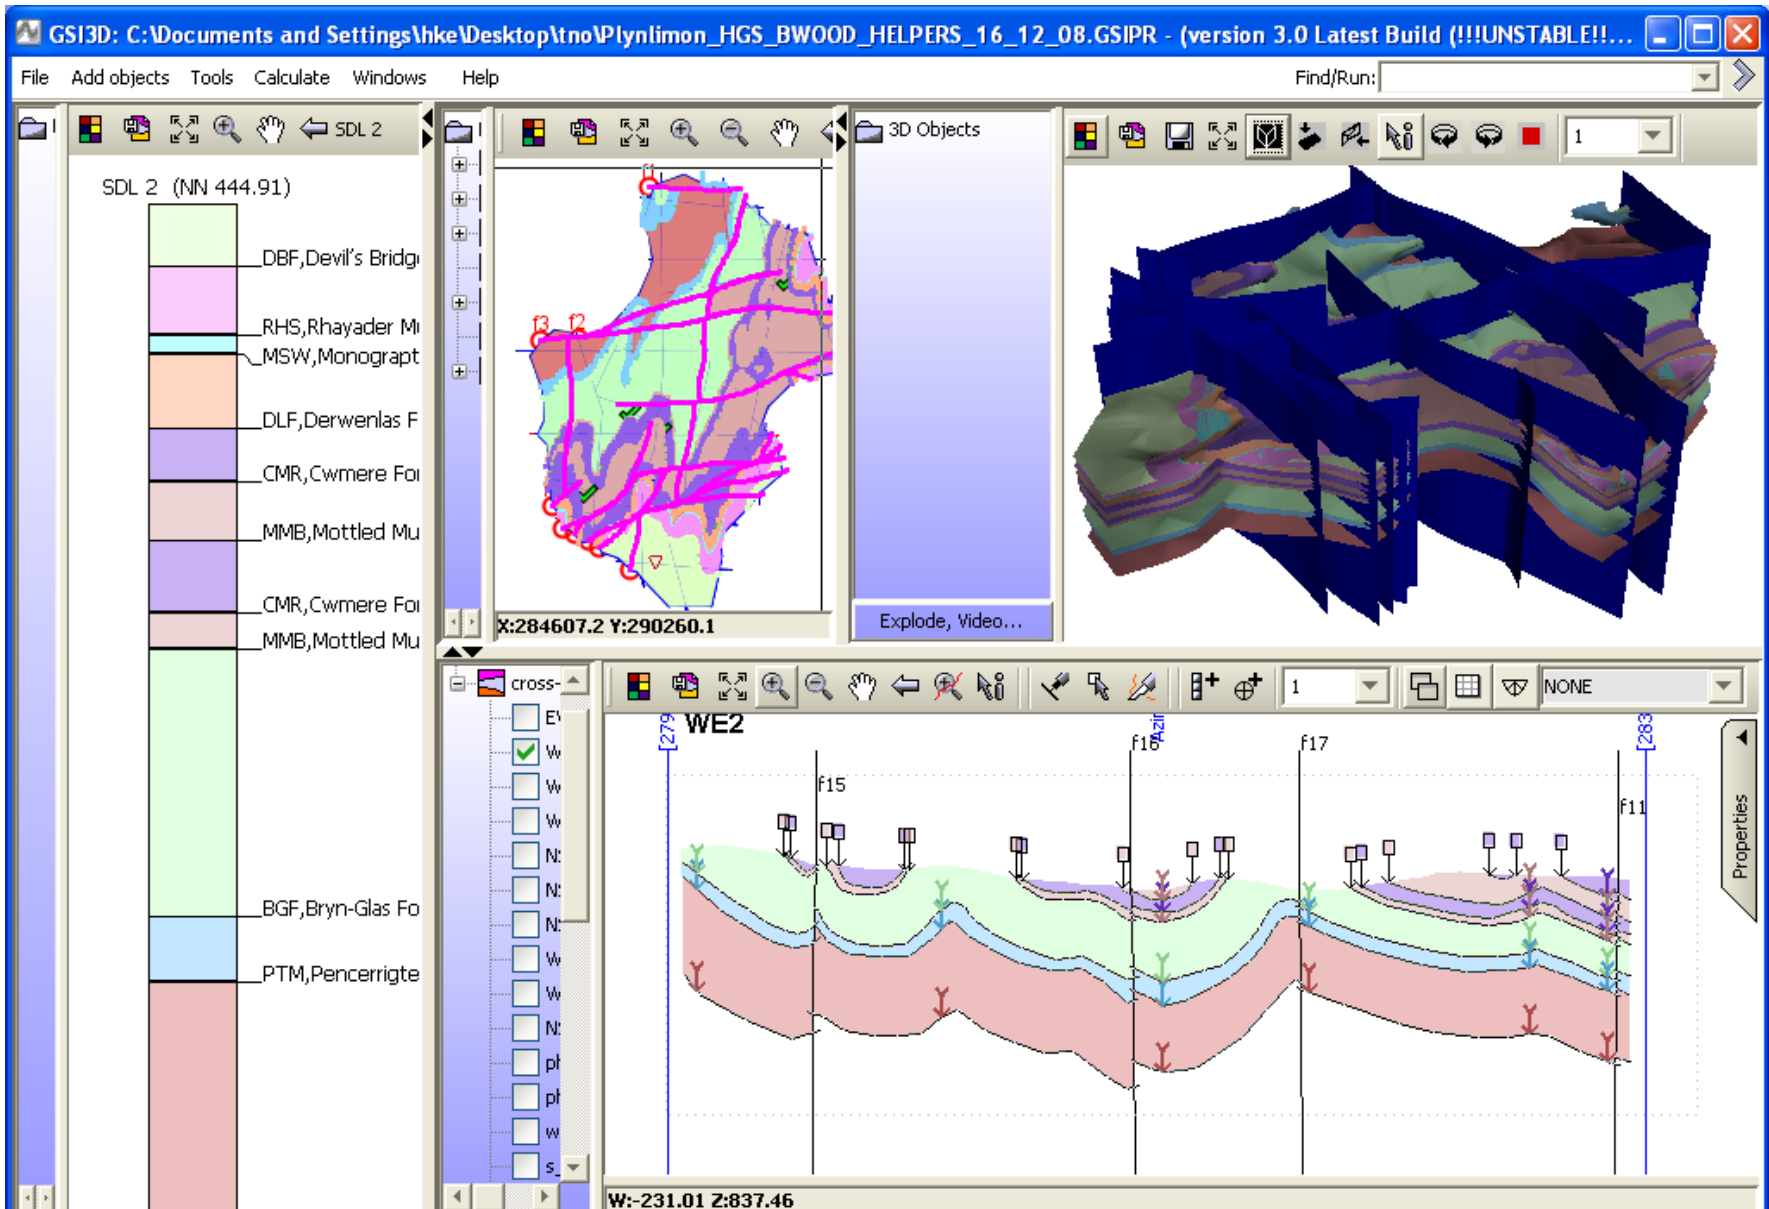 GSI3D: C:\Documents and Settings\hke\Desktop\tno\Plynlimon_HGS_BWOOD_HELPERS_16_12_08.GSIPR - (version 3.0 Latest Build (!!!UNSTABLE!!...
File Add objects Tools Calculate Windows Help Find/Run:
SDL 2
3D Objects
1
SDL 2 (NN 444.91)
DBF,Devil's Bridg
RHS,Rhayader M
MSW,Monograpt
DLF,Derwenlas F
CMR,Cwmere Fo
MMB,Mottled Mu
CMR,Cwmere Fo
MMB,Mottled Mu
BGF,Bryn-Glas Fo
PTM,Pencerrigte
f1
f3 f2
X:284607.2 Y:290260.1
Explode, Video...
cross-
E
W
W
W
N
N
N
W
W
N
ph
ph
w
s_
1
NONE
[279 WE2
f16
Azir
f17
[283
f15
f11
Properties
W:-231.01 Z:837.46